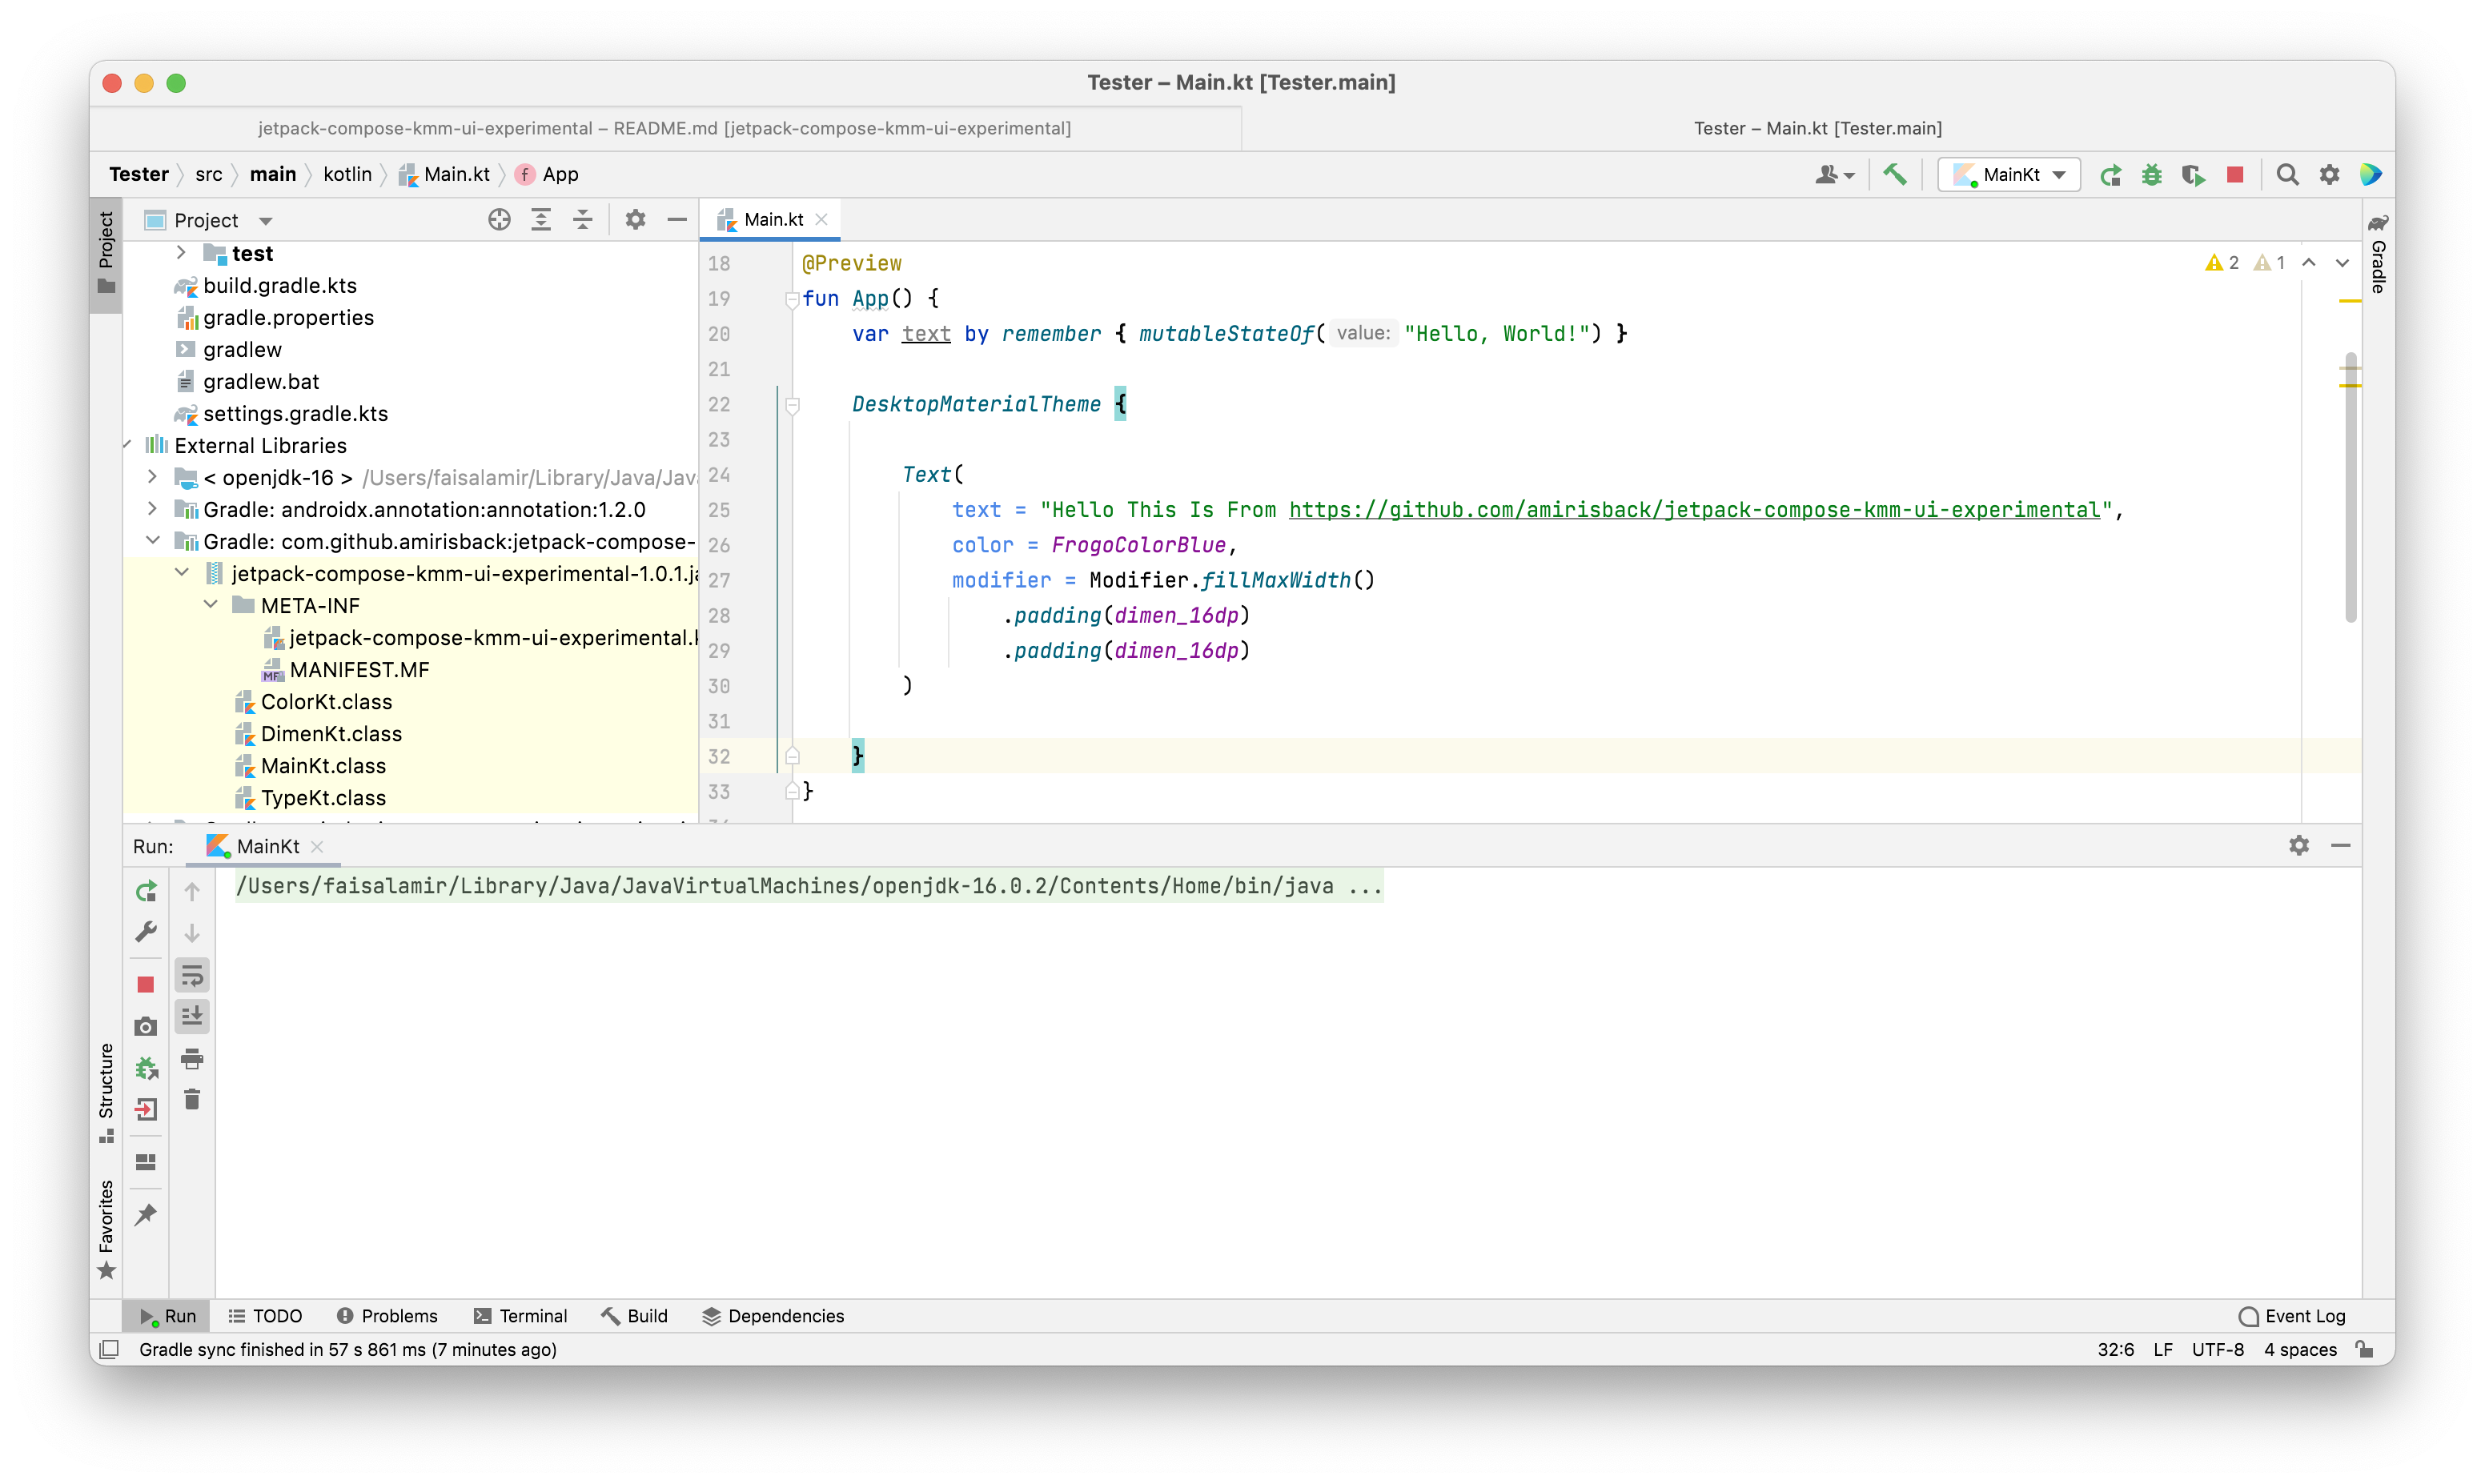 Tester – Main.kt [Tester.main]
jetpack-compose-kmm-ui-experimental – README.md [jetpack-compose-kmm-ui-experimental]
Tester – Main.kt [Tester.main]
Tester src main kotlin Main.kt f App
MainKt
Project
Project
test
build.gradle.kts
gradle.properties
gradlew
gradlew.bat
settings.gradle.kts
External Libraries
< openjdk-16 > /Users/faisalamir/Library/Java/Jav
Gradle: androidx.annotation:annotation:1.2.0
Gradle: com.github.amirisback:jetpack-compose-
jetpack-compose-kmm-ui-experimental-1.0.1.ja
META-INF
jetpack-compose-kmm-ui-experimental.k
MF MANIFEST.MF
ColorKt.class
DimenKt.class
MainKt.class
TypeKt.class
Main.kt
2 1
18 @Preview
19 fun App() {
20 var text by remember { mutableStateOf( value: "Hello, World!") }
21
22 DesktopMaterialTheme {
23
24 Text(
25 text = "Hello This Is From https://github.com/amirisback/jetpack-compose-kmm-ui-experimental",
26 color = FrogoColorBlue,
27 modifier = Modifier.fillMaxWidth()
28 .padding(dimen_16dp)
29 .padding(dimen_16dp)
30 )
31
32 }
33 }
Gradle
Run: MainKt
/Users/faisalamir/Library/Java/JavaVirtualMachines/openjdk-16.0.2/Contents/Home/bin/java ...
Structure
Favorites
Run TODO Problems Terminal Build Dependencies Event Log
Gradle sync finished in 57 s 861 ms (7 minutes ago) 32:6 LF UTF-8 4 spaces